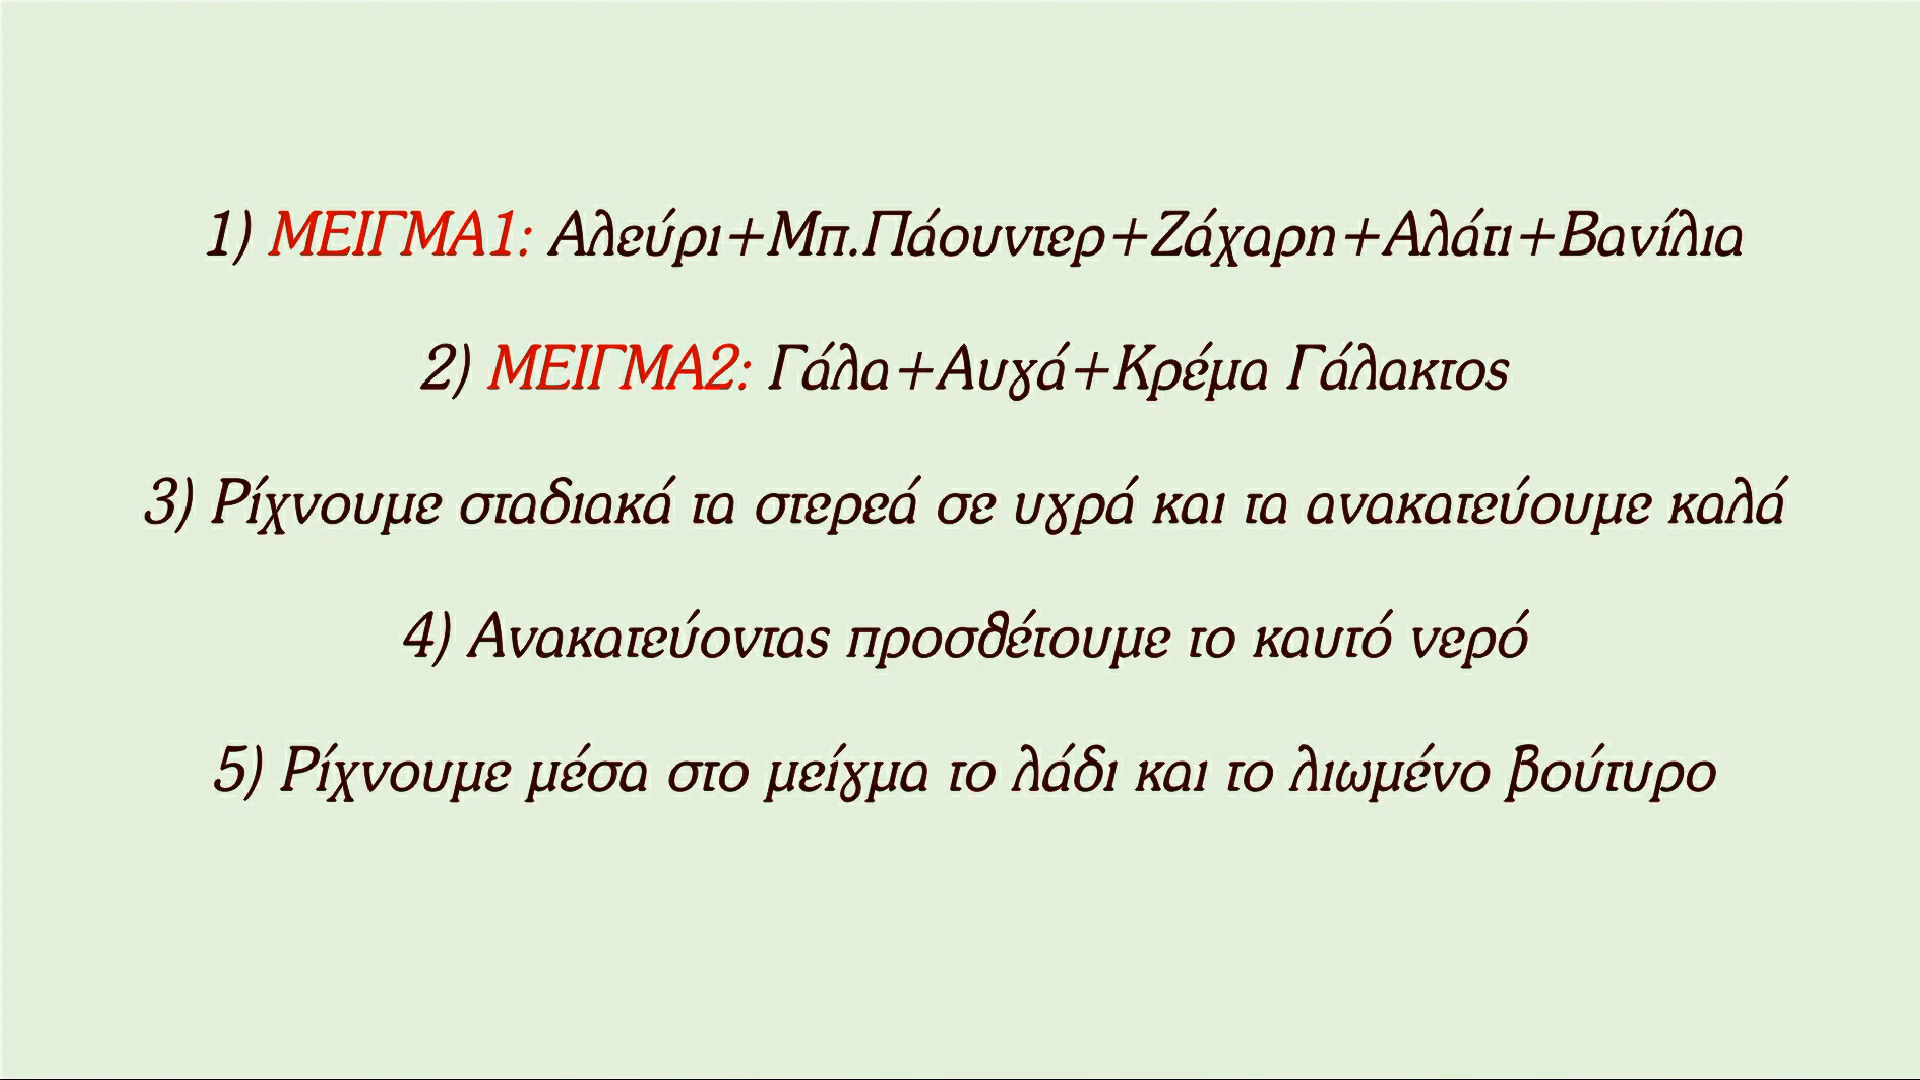 1) ΜΕΙΓΜΑ1: Αλεύρι+Μπ.Πάουντερ+Ζάχαρη+Αλάτι+Βανίλια
2) ΜΕΙΓΜΑ2: Γάλα+Αυγά+Κρέμα Γάλακτος
3) Ρίχνουμε σταδιακά τα στερεά σε υγρά και τα ανακατεύουμε καλά
4) Ανακατεύοντας προσθέτουμε το καυτό νερό
5) Ρίχνουμε μέσα στο μείγμα το λάδι και το λιωμένο βούτυρο